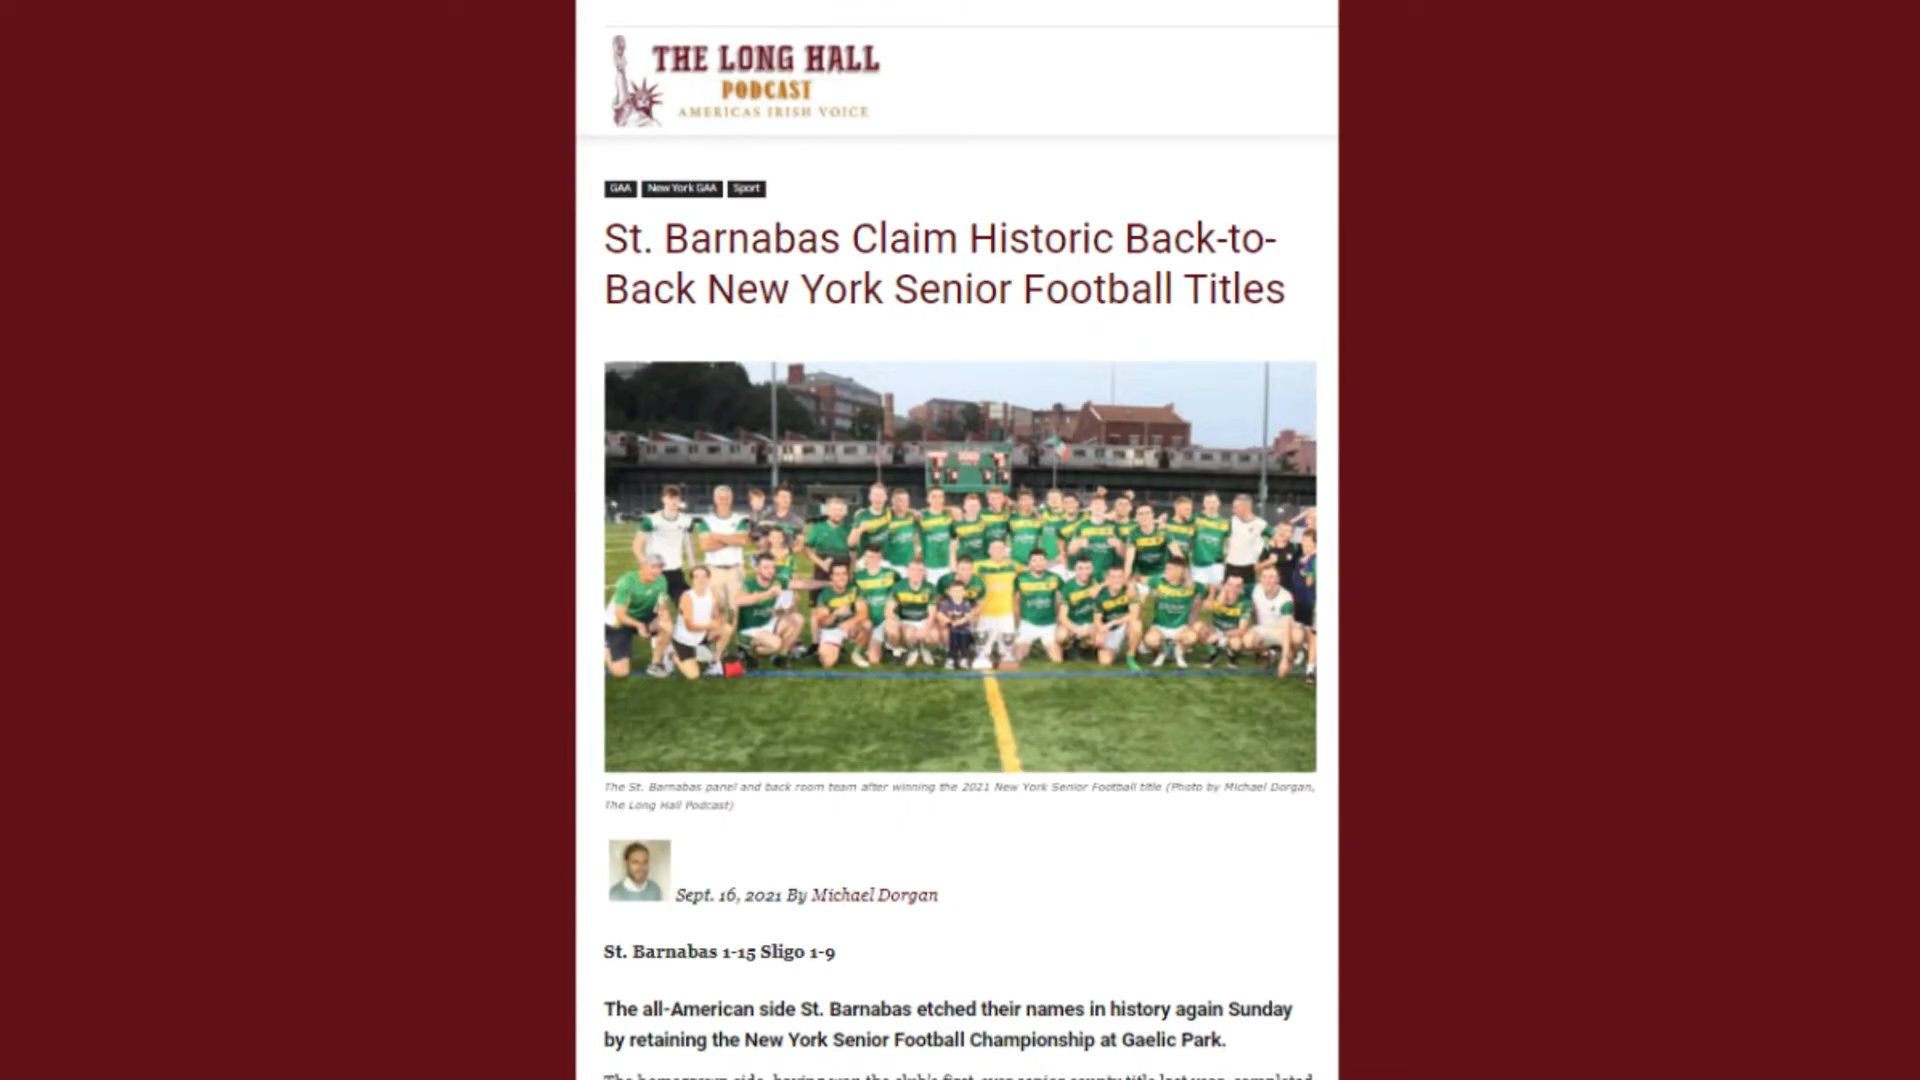 THE LONG HALL
PODCAST
AMERICAS IRISH VOICE
GAA New York GAA Sport
St. Barnabas Claim Historic Back-to-
Back New York Senior Football Titles
The St. Barnabas panel and back room team after winning the 2021 New York Senior Football title (Photo by Michael Dorgan,
The Long Hall Podcast)
Sept. 16, 2021 By Michael Dorgan
St. Barnabas 1-15 Sligo 1-9
The all-American side St. Barnabas etched their names in history again Sunday
by retaining the New York Senior Football Championship at Gaelic Park.